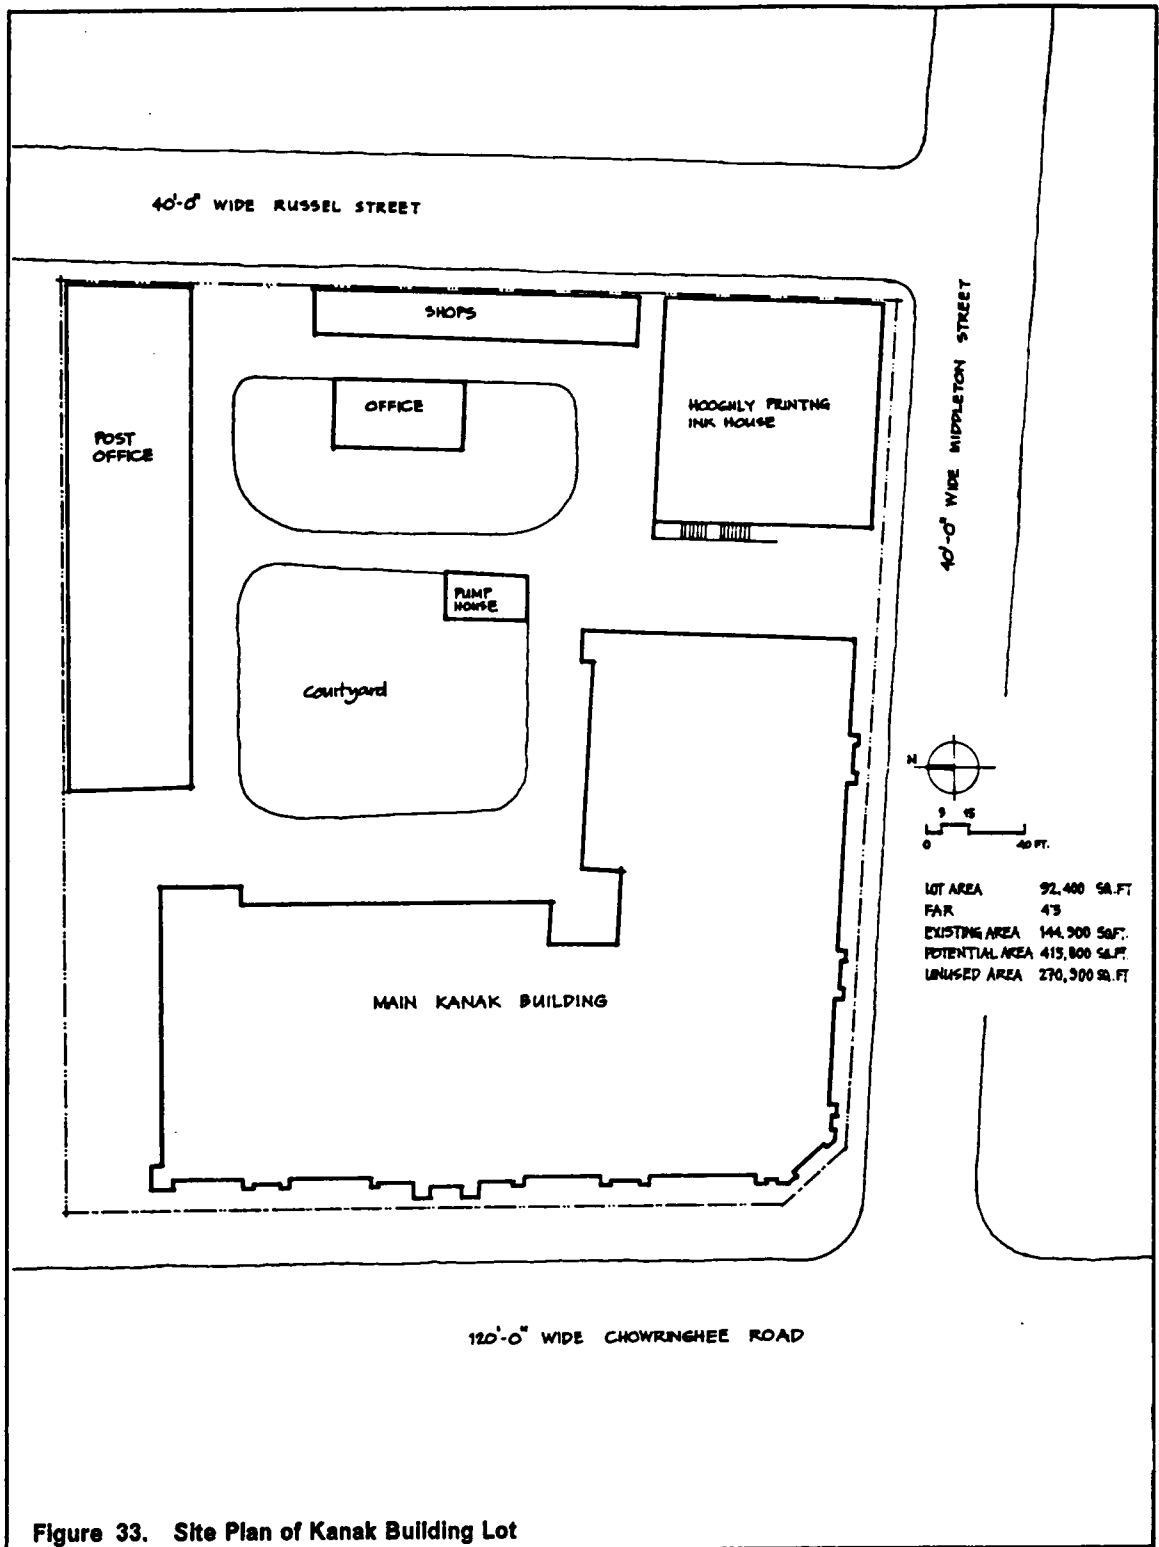 40'-0" WIDE RUSSEL STREET
SHOPS
OFFICE
HOOGHLY PRINTNG
INK HOUSE
40'-0" WIDE MIDDLETON STREET
POST
OFFICE
PUMP
HOUSE
Courtyard
N
5 15
0 40 FT.
LOT AREA 92,400 SQ.FT
FAR 4.5
EXISTING AREA 144,900 SQ.FT.
POTENTIAL AREA 415,800 SQ.FT.
UNUSED AREA 270,900 SQ.FT
MAIN KANAK BUILDING
120'-0" WIDE CHOWRINGHEE ROAD
Figure 33. Site Plan of Kanak Building Lot